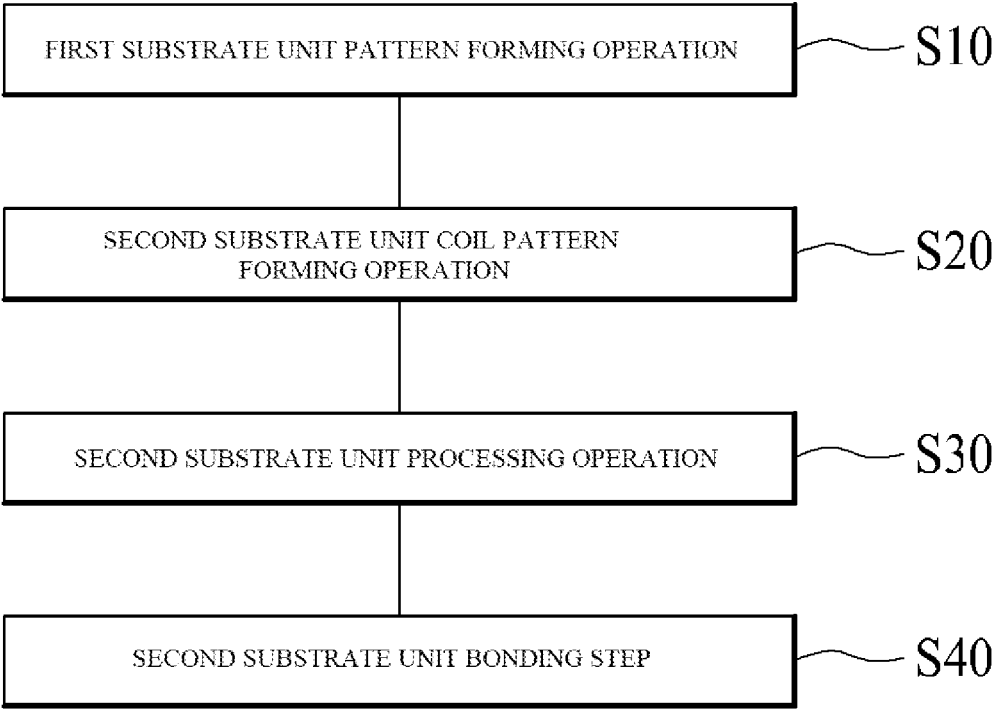 FIRST SUBSTRATE UNIT PATTERN FORMING OPERATION
S10
SECOND SUBSTRATE UNIT COIL PATTERN
FORMING OPERATION
S20
SECOND SUBSTRATE UNIT PROCESSING OPERATION
S30
SECOND SUBSTRATE UNIT BONDING STEP
S40